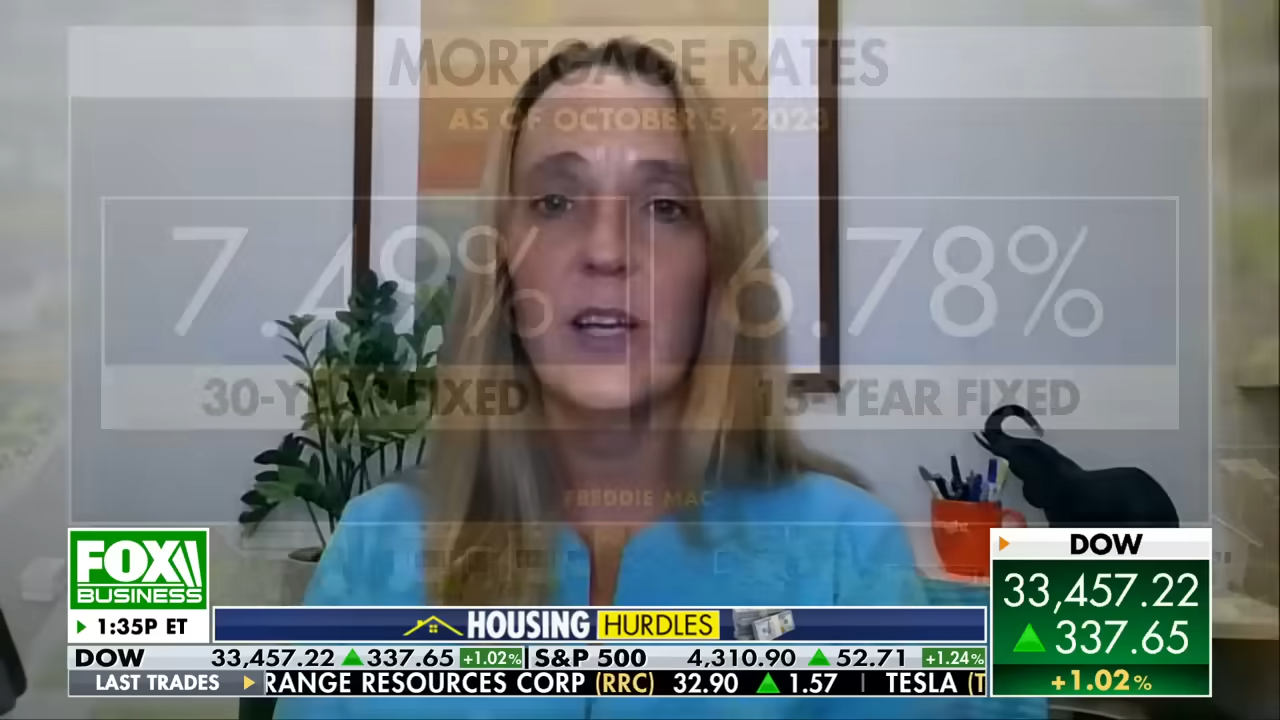 MORTGAGE RATES
AS OF OCTOBER 5, 2023
7.49%
6.78%
30-YEAR FIXED
15-YEAR FIXED
FREDDIE MAC
FOX
BUSINESS
1:35P ET
HOUSING HURDLES
DOW
33,457.22
337.65
+1.02%
DOW 33,457.22 337.65 +1.02% S&P 500 4,310.90 52.71 +1.24%
LAST TRADES RANGE RESOURCES CORP (RRC) 32.90 1.57 TESLA (T